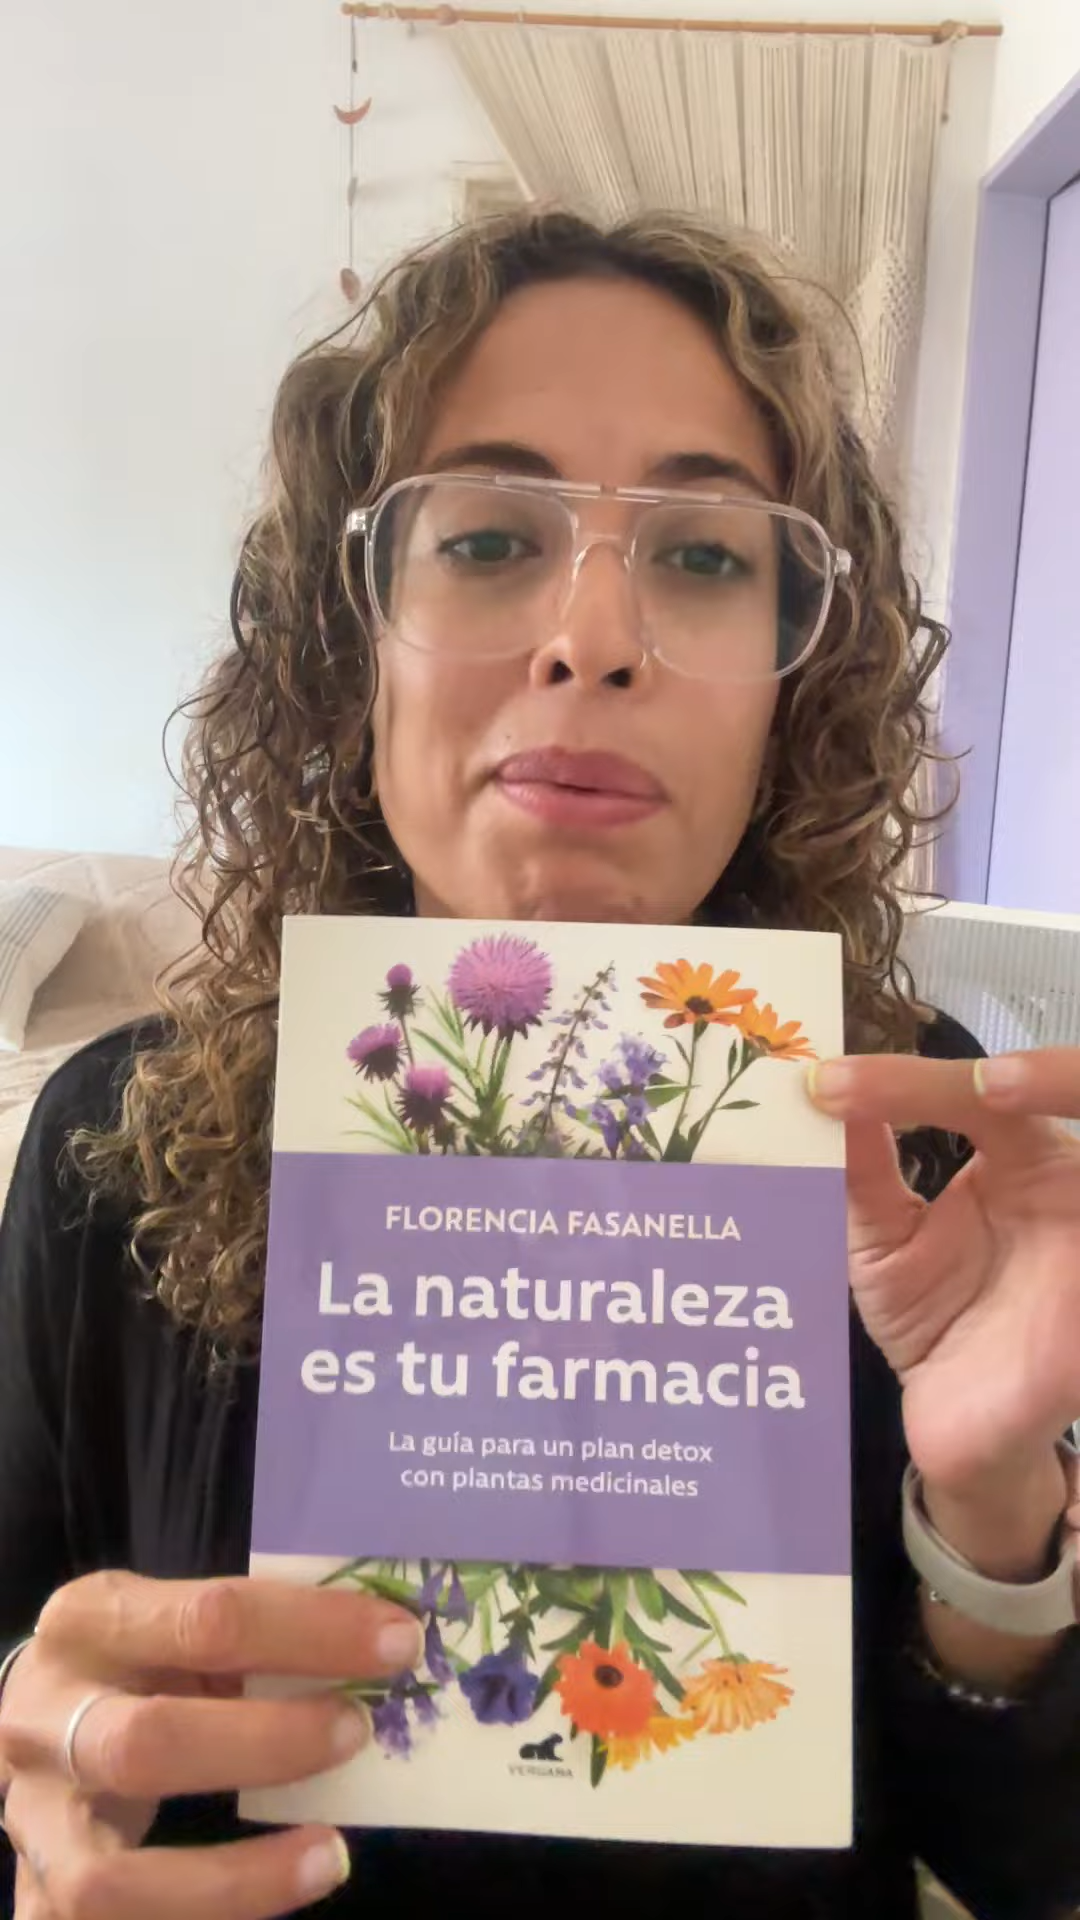 FLORENCIA FASANELLA
La naturaleza
es tu farmacia
La guía para un plan detox
con plantas medicinales
VERGARA